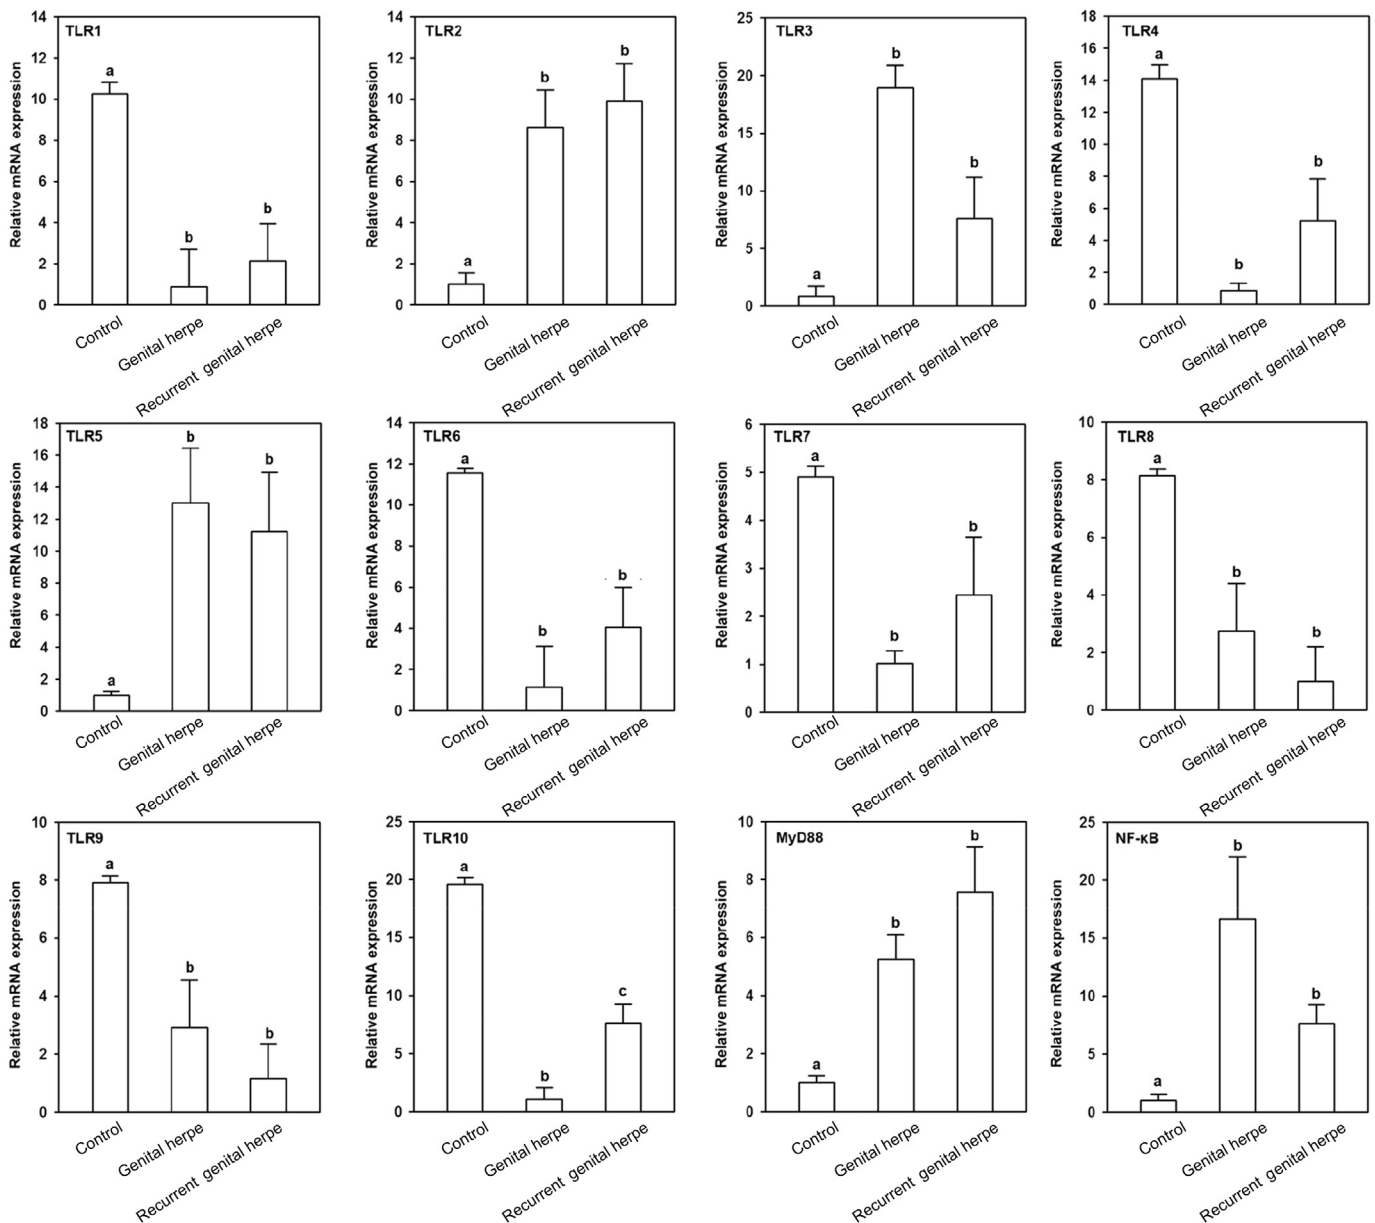 TLR1
Relative mRNA expression
14
12
10
8
6
4
2
0
a
b
b
Control
Genital herpe
Recurrent genital herpe
TLR2
Relative mRNA expression
14
12
10
8
6
4
2
0
a
b
b
Control
Genital herpe
Recurrent genital herpe
TLR3
Relative mRNA expression
25
20
15
10
5
0
a
b
b
Control
Genital herpe
Recurrent genital herpe
TLR4
Relative mRNA expression
18
16
14
12
10
8
6
4
2
0
a
b
b
Control
Genital herpe
Recurrent genital herpe
TLR5
Relative mRNA expression
18
16
14
12
10
8
6
4
2
0
a
b
b
Control
Genital herpe
Recurrent genital herpe
TLR6
Relative mRNA expression
14
12
10
8
6
4
2
0
a
b
b
Control
Genital herpe
Recurrent genital herpe
TLR7
Relative mRNA expression
6
5
4
3
2
1
0
a
b
b
Control
Genital herpe
Recurrent genital herpe
TLR8
Relative mRNA expression
10
8
6
4
2
0
a
b
b
Control
Genital herpe
Recurrent genital herpe
TLR9
Relative mRNA expression
10
8
6
4
2
0
a
b
b
Control
Genital herpe
Recurrent genital herpe
TLR10
Relative mRNA expression
25
20
15
10
5
0
a
b
c
Control
Genital herpe
Recurrent genital herpe
MyD88
Relative mRNA expression
10
8
6
4
2
0
a
b
b
Control
Genital herpe
Recurrent genital herpe
NF-κB
Relative mRNA expression
25
20
15
10
5
0
a
b
b
Control
Genital herpe
Recurrent genital herpe